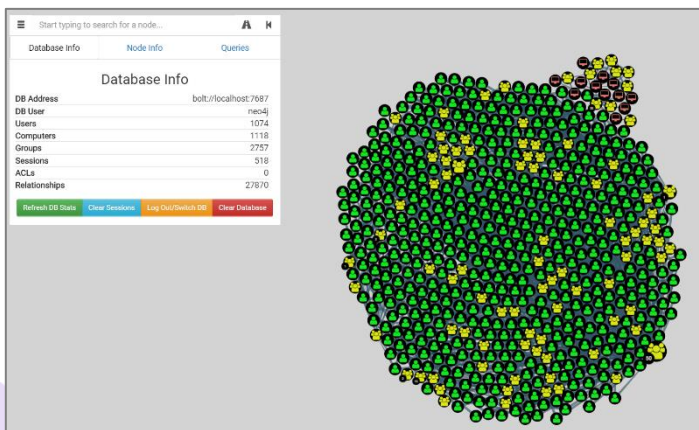 Start typing to search for a node...
Database Info Node Info Queries
Database Info
DB Address bolt://localhost:7687
DB User neo4j
Users 1074
Computers 1118
Groups 2757
Sessions 518
ACLs 0
Relationships 27870
Refresh DB Stats Clear Sessions Log Out/Switch DB Clear Database